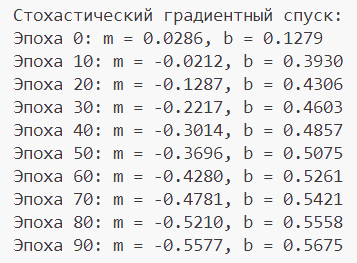 Стохастический градиентный спуск:
Эпоха 0: m = 0.0286, b = 0.1279
Эпоха 10: m = -0.0212, b = 0.3930
Эпоха 20: m = -0.1287, b = 0.4306
Эпоха 30: m = -0.2217, b = 0.4603
Эпоха 40: m = -0.3014, b = 0.4857
Эпоха 50: m = -0.3696, b = 0.5075
Эпоха 60: m = -0.4280, b = 0.5261
Эпоха 70: m = -0.4781, b = 0.5421
Эпоха 80: m = -0.5210, b = 0.5558
Эпоха 90: m = -0.5577, b = 0.5675